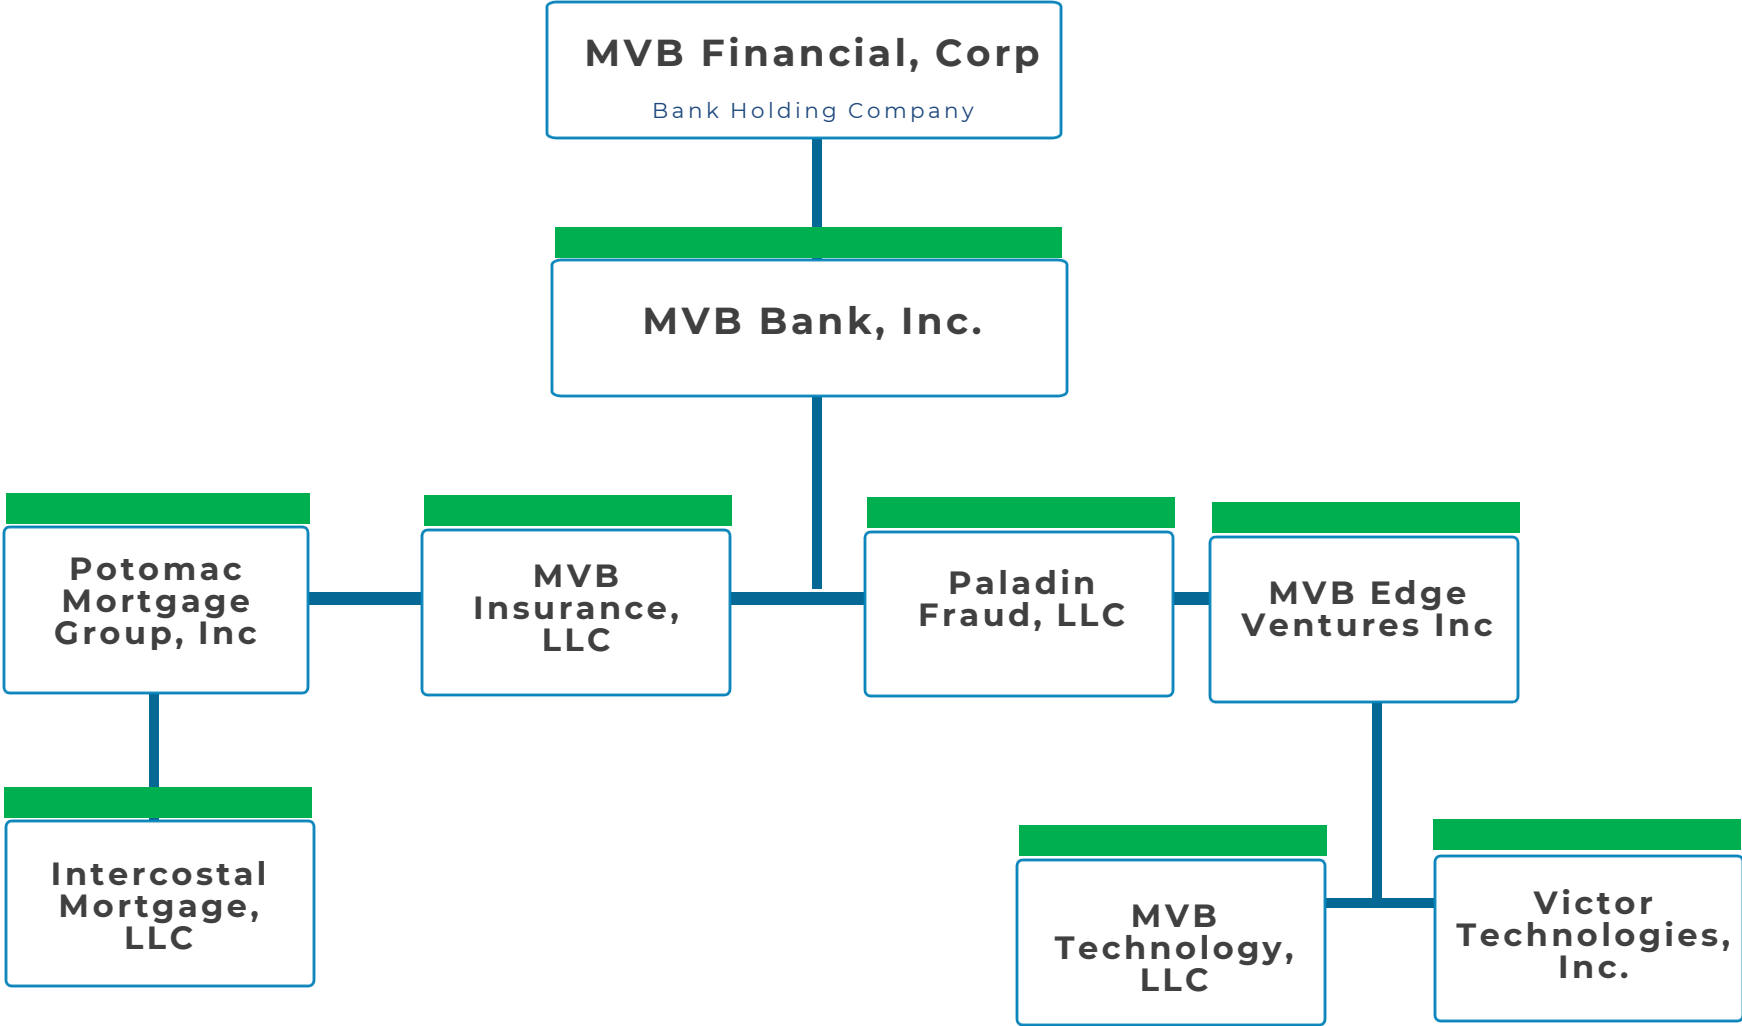 MVB Financial, Corp
Bank Holding Company
MVB Bank, Inc.
Potomac
Mortgage
Group, Inc
MVB
Insurance,
LLC
Paladin
Fraud, LLC
MVB Edge
Ventures Inc
Intercostal
Mortgage,
LLC
MVB
Technology,
LLC
Victor
Technologies,
Inc.